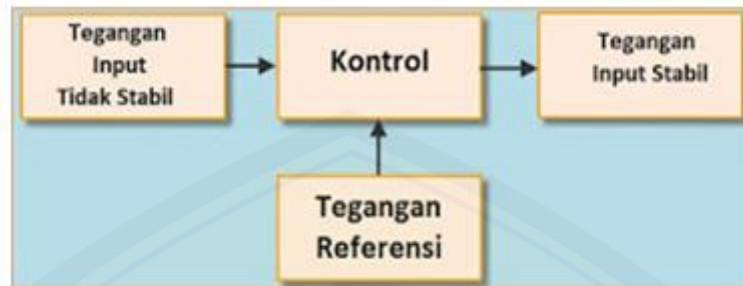 Tegangan
Input
Tidak Stabil
Kontrol
Tegangan
Input Stabil
Tegangan
Referensi